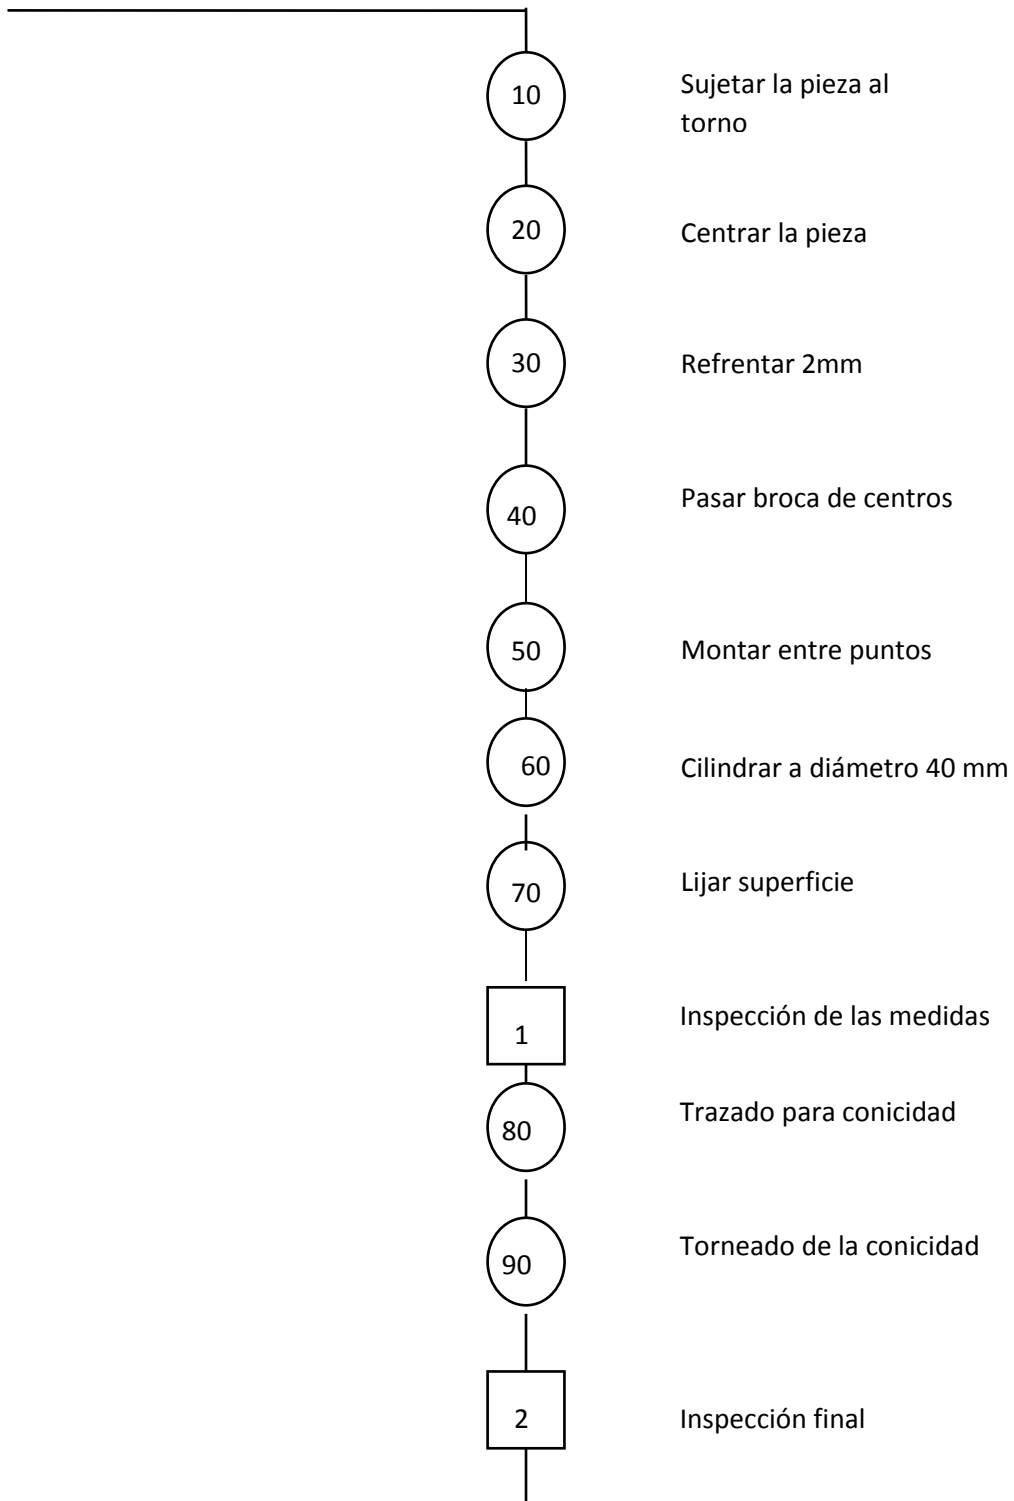 10
Sujetar la pieza al
torno
20
Centrar la pieza
30
Refrentar 2mm
40
Pasar broca de centros
50
Montar entre puntos
60
Cilindrar a diámetro 40 mm
70
Lijar superficie
1
Inspección de las medidas
80
Trazado para conicidad
90
Torneado de la conicidad
2
Inspección final